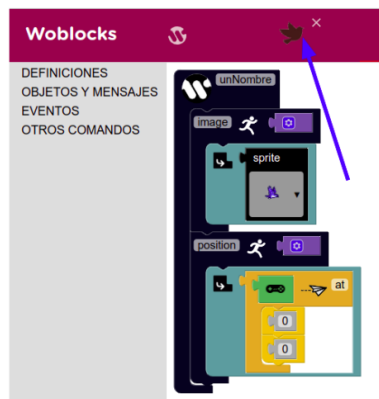 Woblocks
DEFINICIONES
OBJETOS Y MENSAJES
EVENTOS
OTROS COMANDOS
unNombre
image
sprite
position
at
0
0